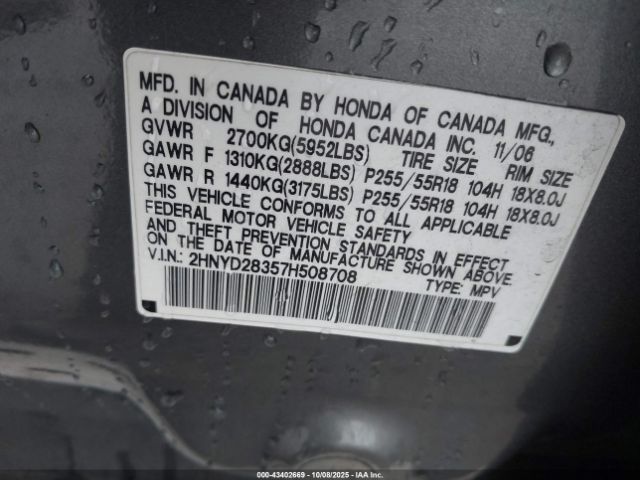 MFD. IN CANADA BY HONDA OF CANADA MFG.,
A DIVISION OF HONDA CANADA INC. 11/06
GVWR 2700KG(5952LBS) TIRE SIZE RIM SIZE
GAWR F 1310KG(2888LBS) P255/55R18 104H 18X8.0J
GAWR R 1440KG(3175LBS) P255/55R18 104H 18X8.0J
THIS VEHICLE CONFORMS TO ALL APPLICABLE
FEDERAL MOTOR VEHICLE SAFETY
AND THEFT PREVENTION STANDARDS IN EFFECT
ON THE DATE OF MANUFACTURE SHOWN ABOVE.
V.I.N.: 2HNYD28357H508708 TYPE: MPV
000-43402669 - 10/08/2025 - IAA Inc.